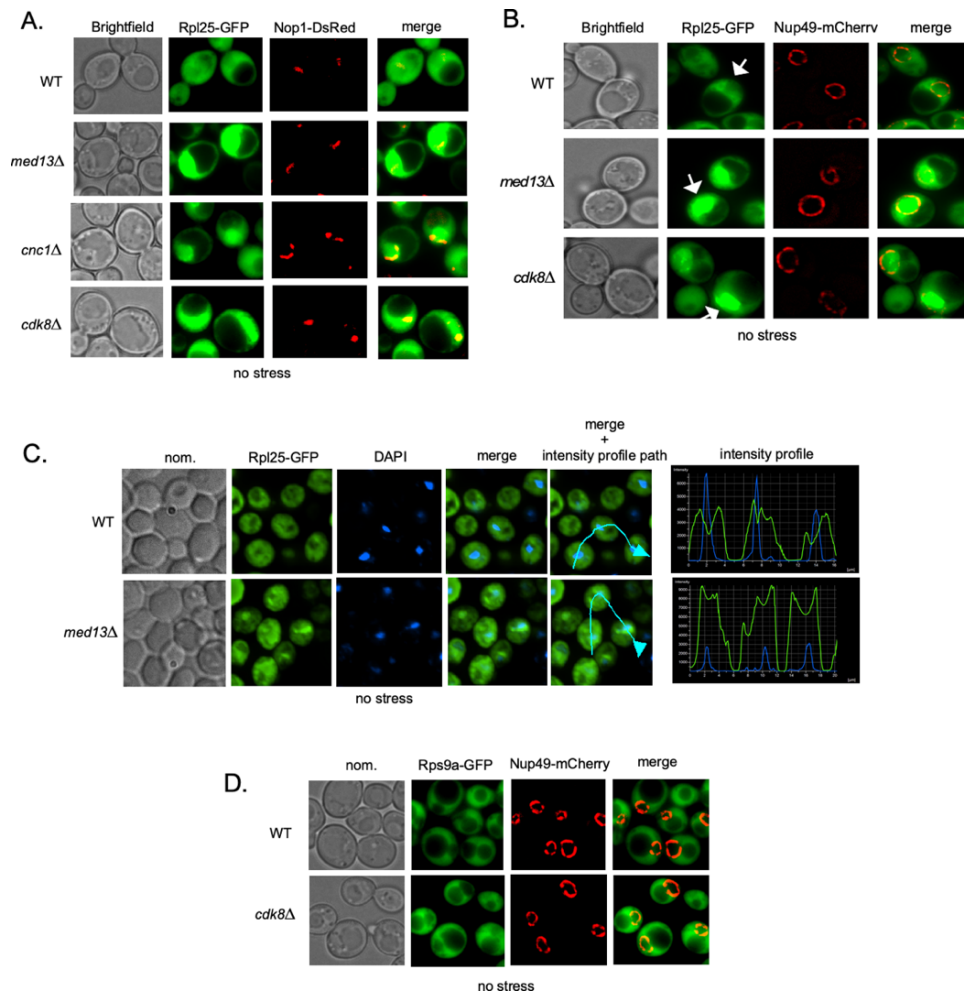 A.
Brightfield Rpl25-GFP Nop1-DsRed merge
WT
med13Δ
cnc1Δ
cdk8Δ
no stress
B.
Brightfield Rpl25-GFP Nup49-mCherry merge
WT
med13Δ
cdk8Δ
no stress
C.
nom. Rpl25-GFP DAPI merge merge
+
intensity profile path intensity profile
WT
med13Δ
no stress
D.
nom. Rps9a-GFP Nup49-mCherry merge
WT
cdk8Δ
no stress